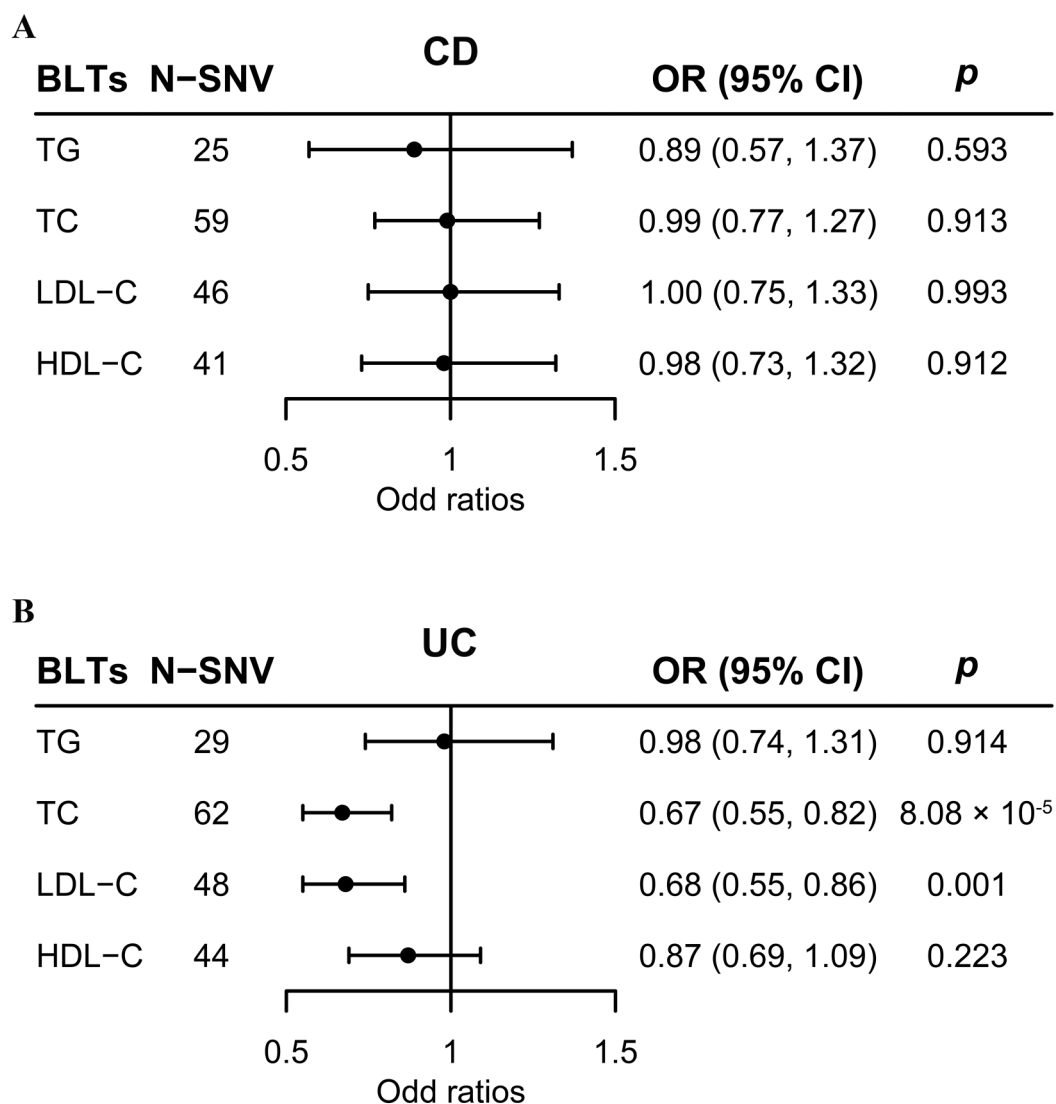 A
CD
BLTs N−SNV OR (95% CI) p
TG 25 0.89 (0.57, 1.37) 0.593
TC 59 0.99 (0.77, 1.27) 0.913
LDL−C 46 1.00 (0.75, 1.33) 0.993
HDL−C 41 0.98 (0.73, 1.32) 0.912
0.5 1 1.5
Odd ratios
B
UC
BLTs N−SNV OR (95% CI) p
TG 29 0.98 (0.74, 1.31) 0.914
TC 62 0.67 (0.55, 0.82) 8.08 × 10⁻⁵
LDL−C 48 0.68 (0.55, 0.86) 0.001
HDL−C 44 0.87 (0.69, 1.09) 0.223
0.5 1 1.5
Odd ratios